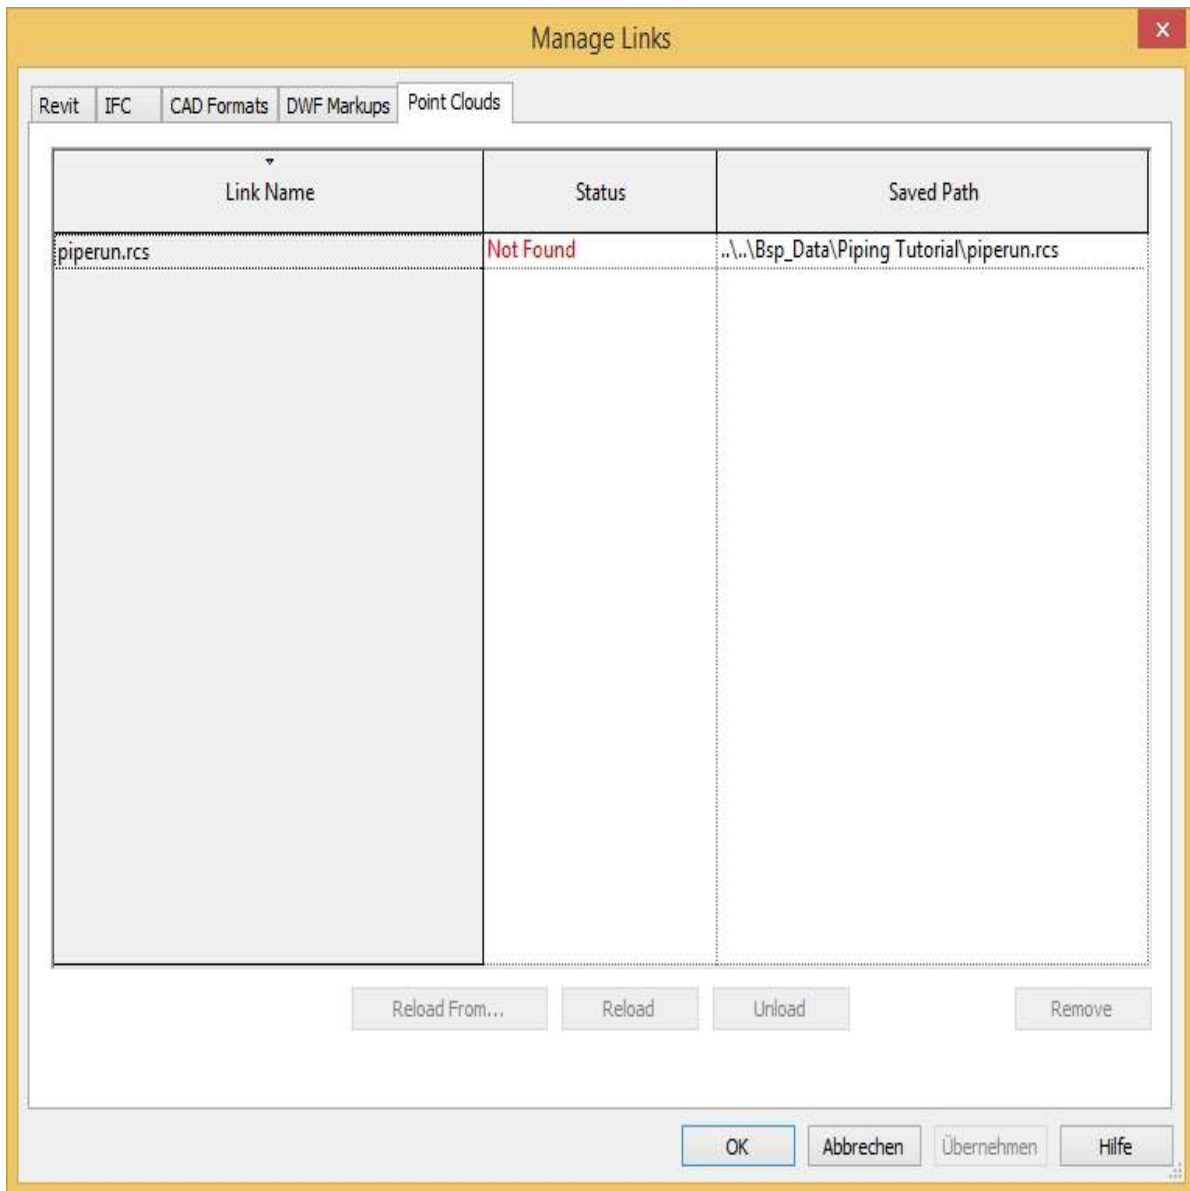 Manage Links
x
Revit IFC CAD Formats DWF Markups Point Clouds
Link Name Status Saved Path
piperun.rcs Not Found ..\..\Bsp_Data\Piping Tutorial\piperun.rcs
Reload From... Reload Unload Remove
OK Abbrechen Übernehmen Hilfe